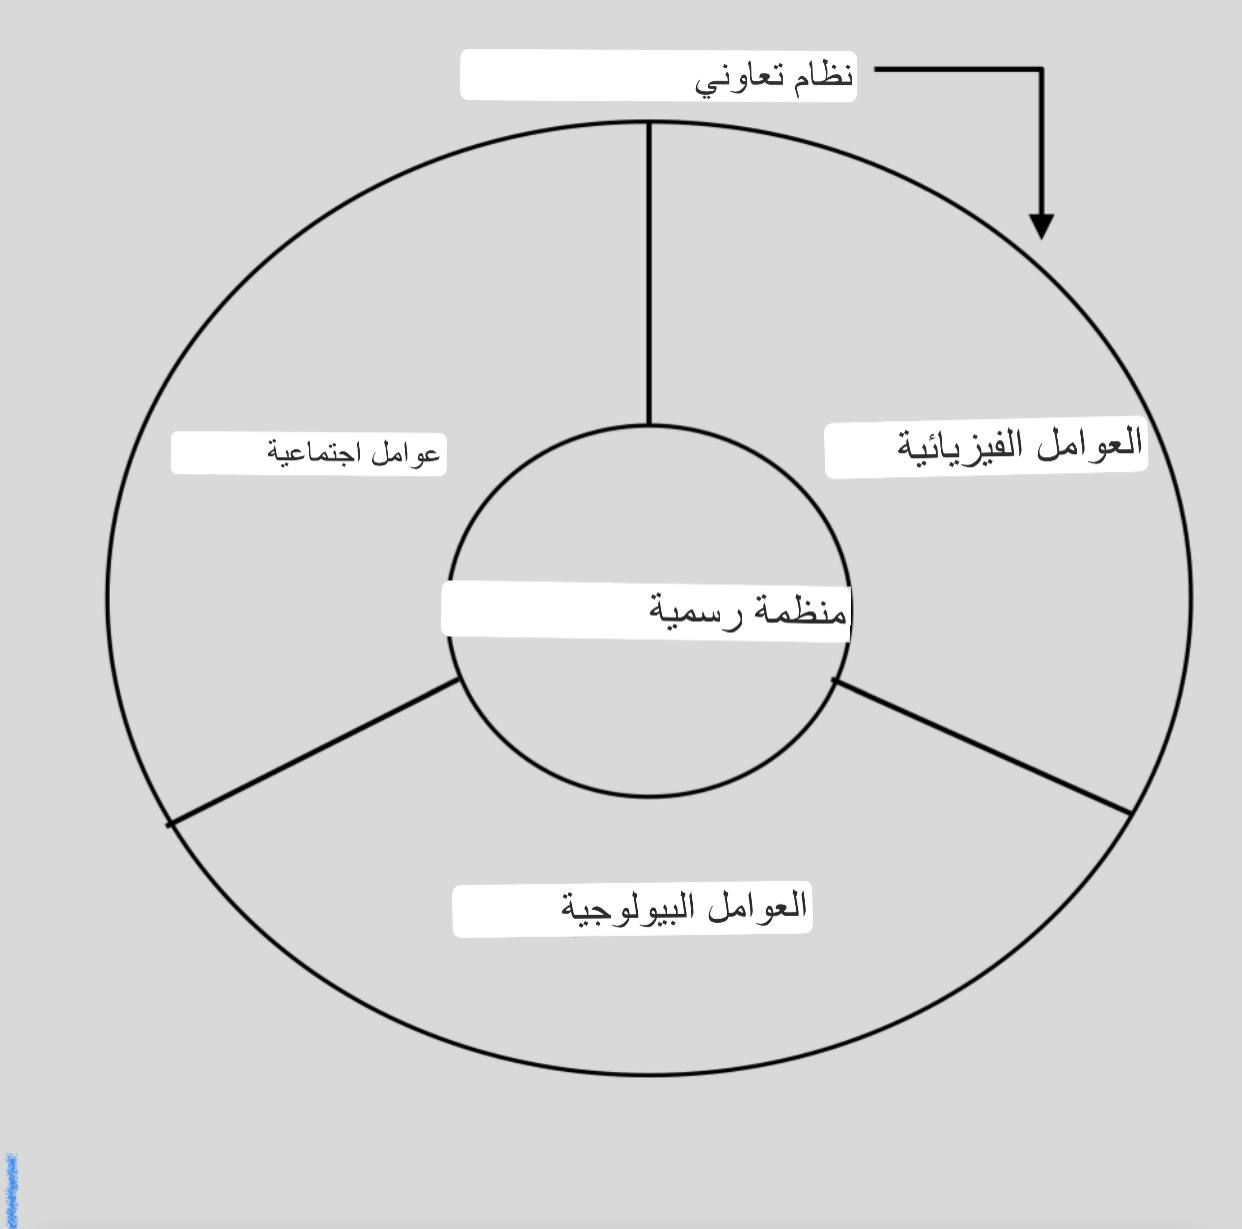 نظام تعاوني
العوامل الفيزيائية
عوامل اجتماعية
منظمة رسمية
العوامل البيولوجية